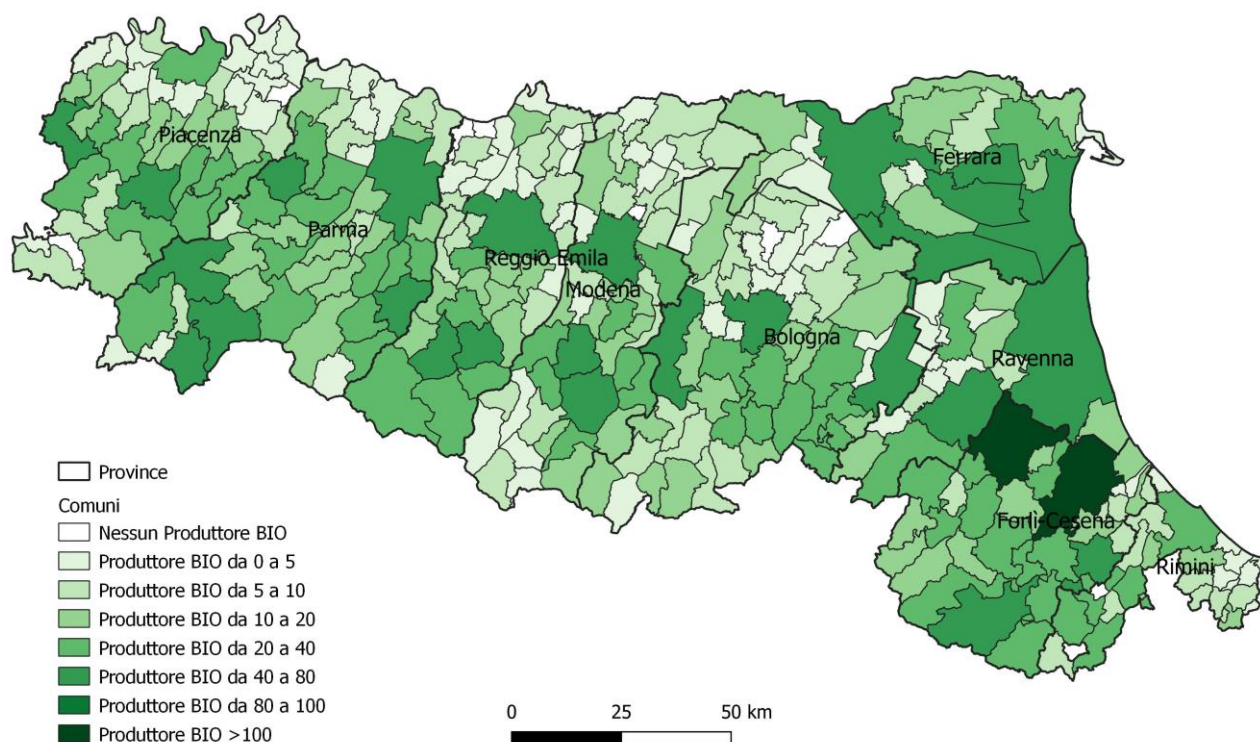 Piacenza
Ferrara
Parma
Reggio Emila
Modena
Bologna
Ravenna
Forlì-Cesena
Rimini
Province
Comuni
Nessun Produttore BIO
Produttore BIO da 0 a 5
Produttore BIO da 5 a 10
Produttore BIO da 10 a 20
Produttore BIO da 20 a 40
Produttore BIO da 40 a 80
Produttore BIO da 80 a 100
Produttore BIO >100
0 25 50 km